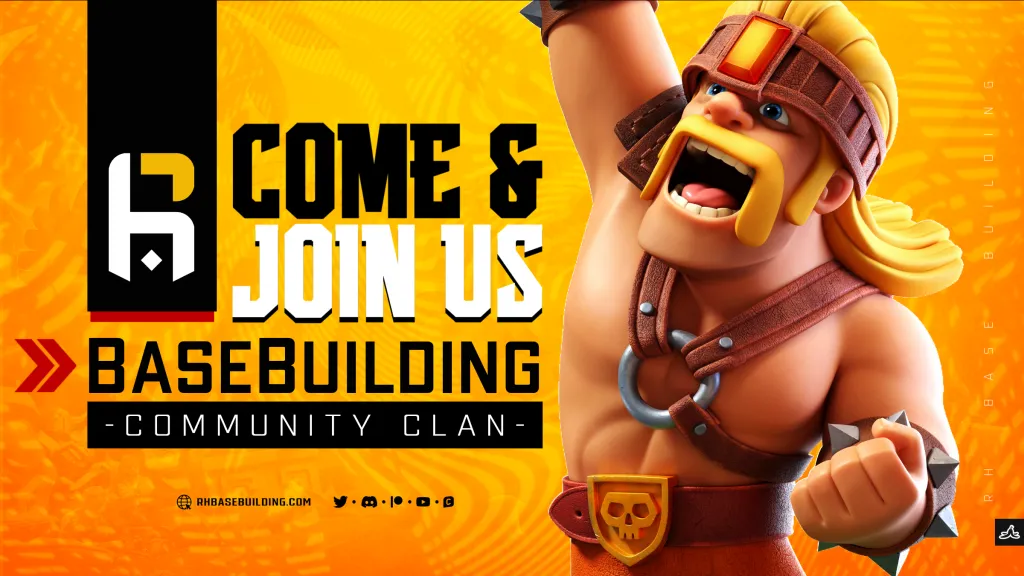 COME &
JOIN US
BASEBUILDING
-COMMUNITY CLAN-
RHBASEBUILDING.COM
RH BASE BUILDING